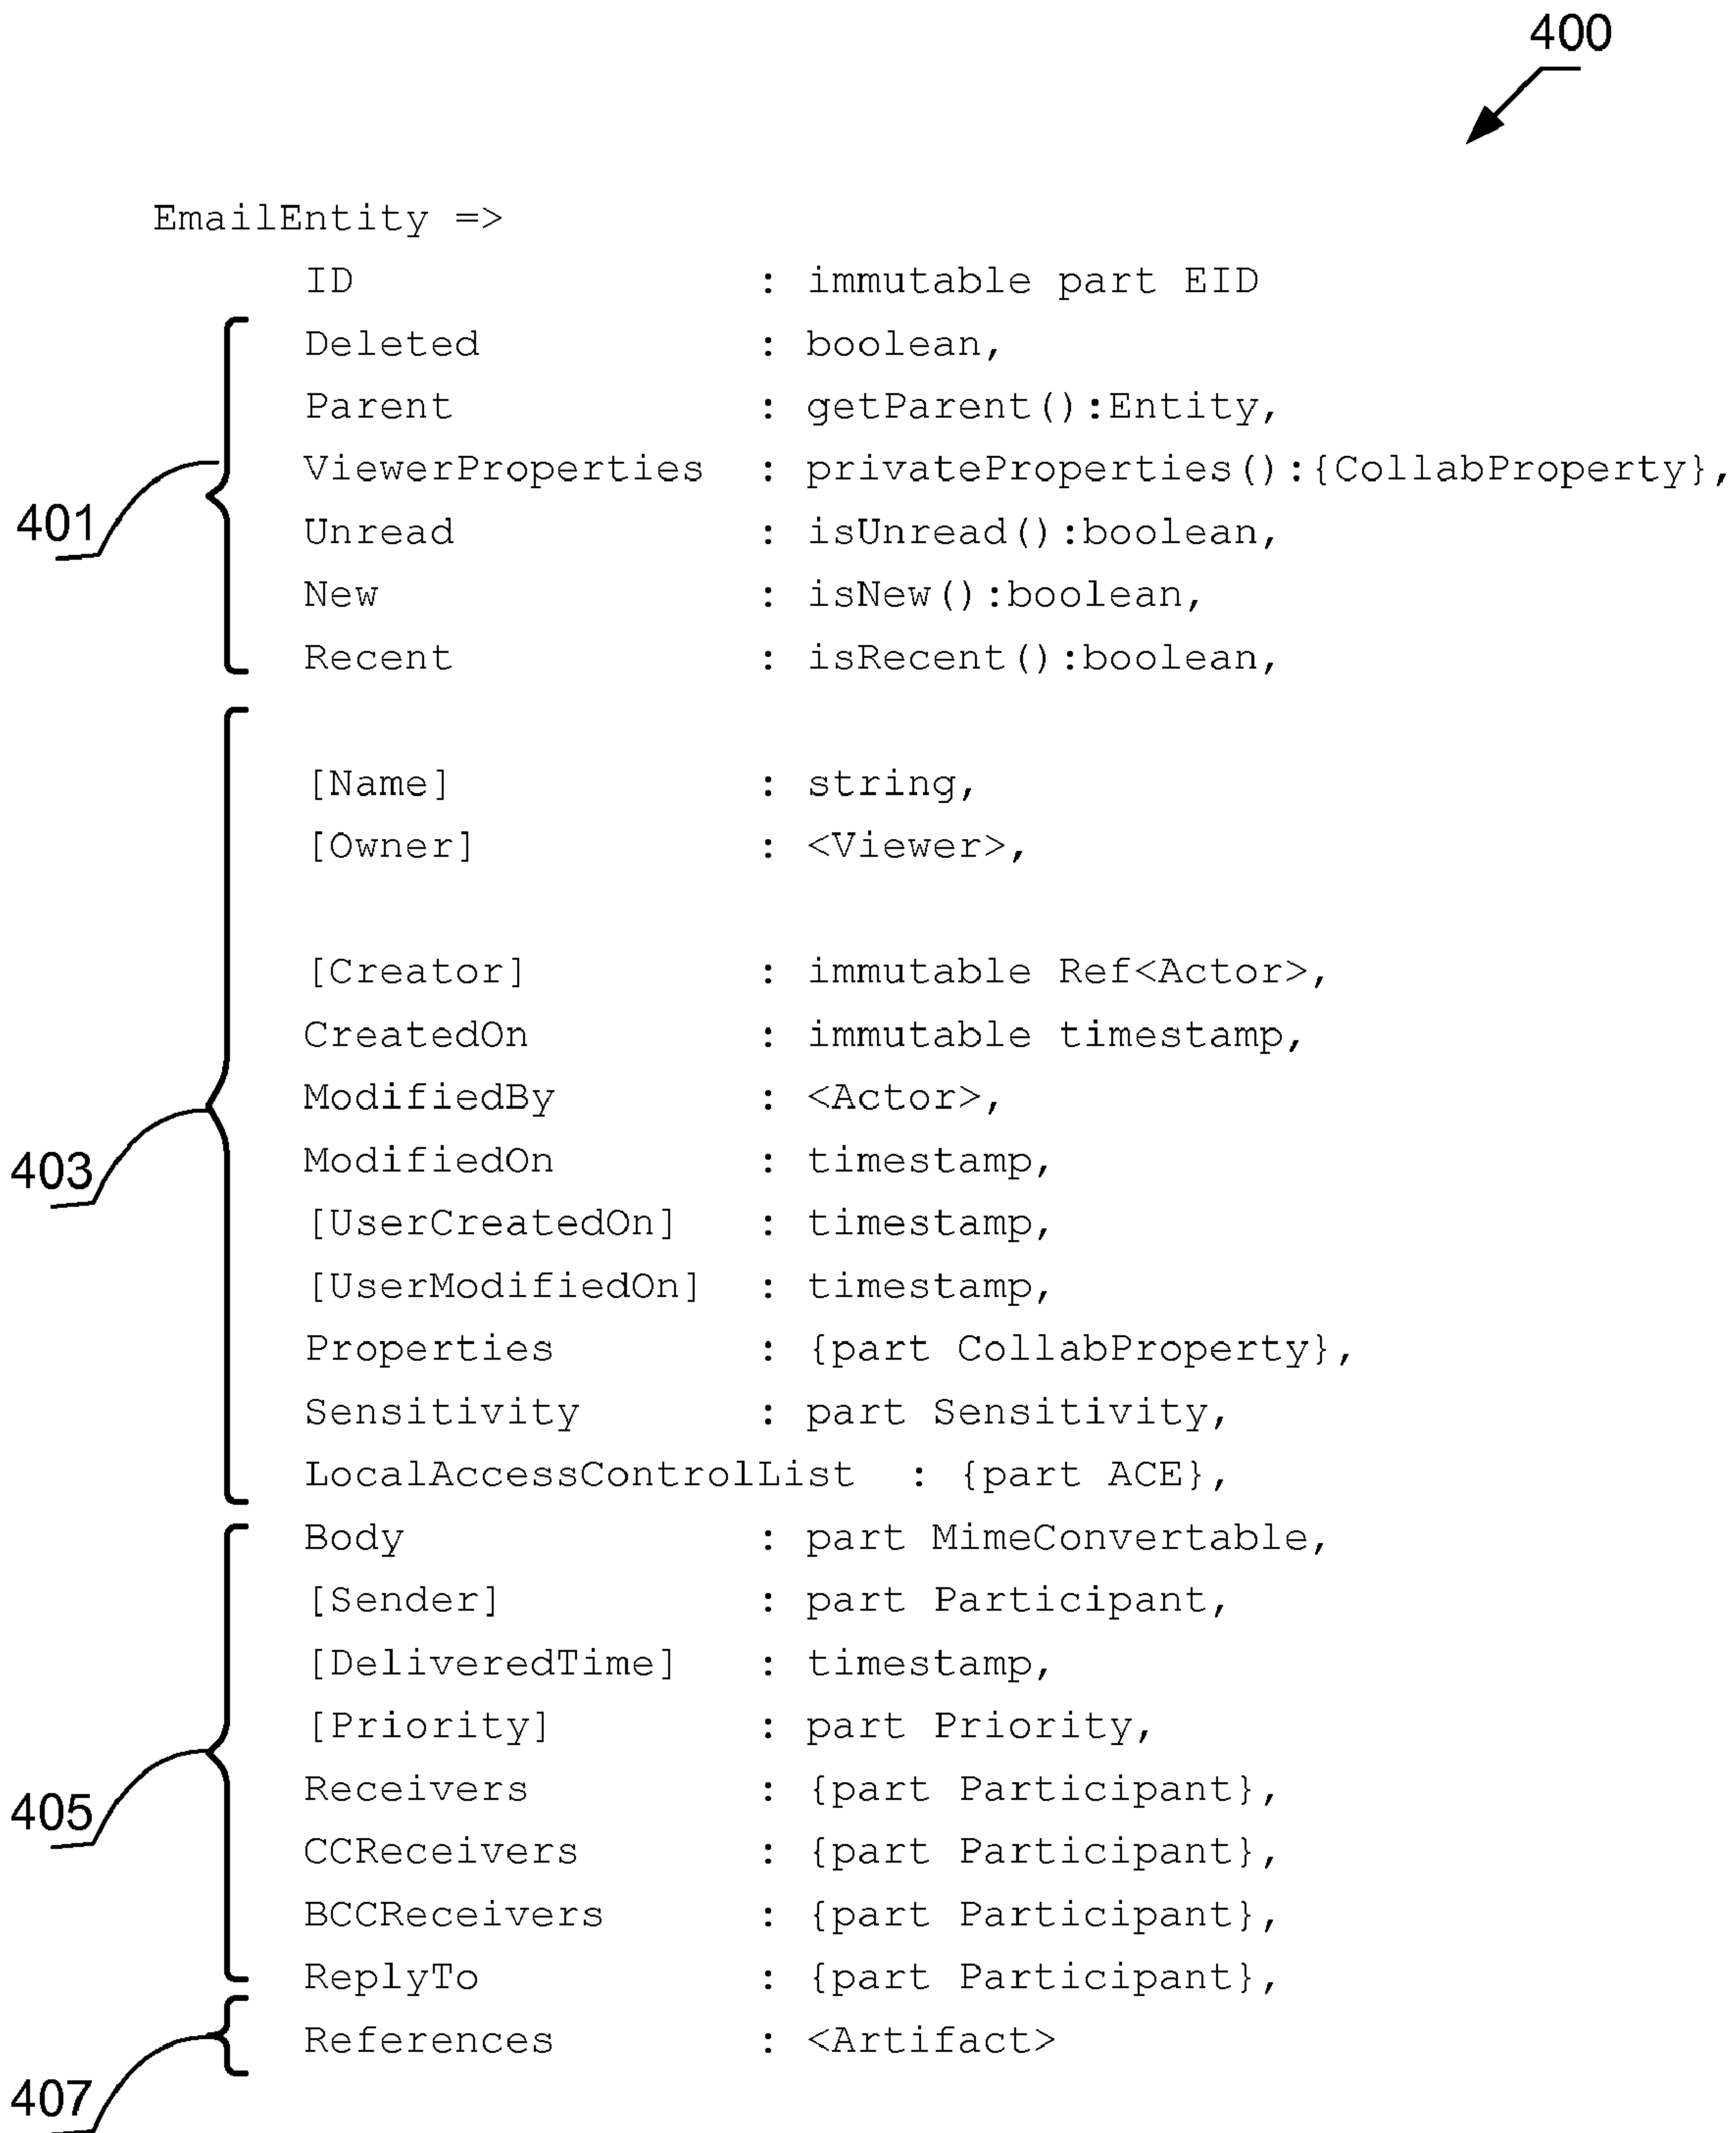 400
EmailEntity =>
ID : immutable part EID
Deleted : boolean,
Parent : getParent():Entity,
ViewerProperties : privateProperties():{CollabProperty},
401
Unread : isUnread():boolean,
New : isNew():boolean,
Recent : isRecent():boolean,
[Name] : string,
[Owner] : <Viewer>,
[Creator] : immutable Ref<Actor>,
CreatedOn : immutable timestamp,
ModifiedBy : <Actor>,
403
ModifiedOn : timestamp,
[UserCreatedOn] : timestamp,
[UserModifiedOn] : timestamp,
Properties : {part CollabProperty},
Sensitivity : part Sensitivity,
LocalAccessControlList : {part ACE},
Body : part MimeConvertable,
[Sender] : part Participant,
[DeliveredTime] : timestamp,
[Priority] : part Priority,
Receivers : {part Participant},
405
CCReceivers : {part Participant},
BCCReceivers : {part Participant},
ReplyTo : {part Participant},
References : <Artifact>
407